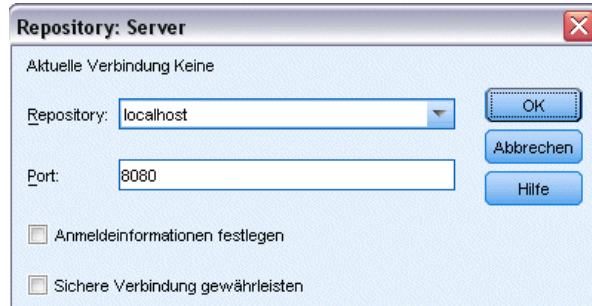 Repository: Server
Aktuelle Verbindung Keine
Repository: localhost
OK
Abbrechen
Port: 8080
Hilfe
Anmeldeinformationen festlegen
Sichere Verbindung gewährleisten